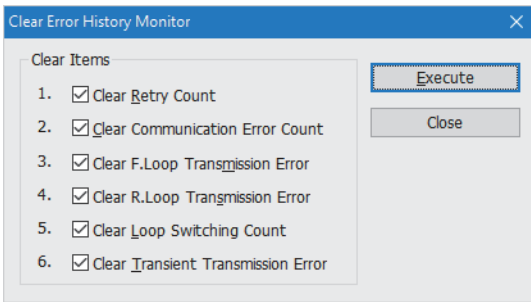 Clear Error History Monitor
Clear Items
1. Clear Retry Count
2. Clear Communication Error Count
3. Clear F.Loop Transmission Error
4. Clear R.Loop Transmission Error
5. Clear Loop Switching Count
6. Clear Transient Transmission Error
Execute
Close